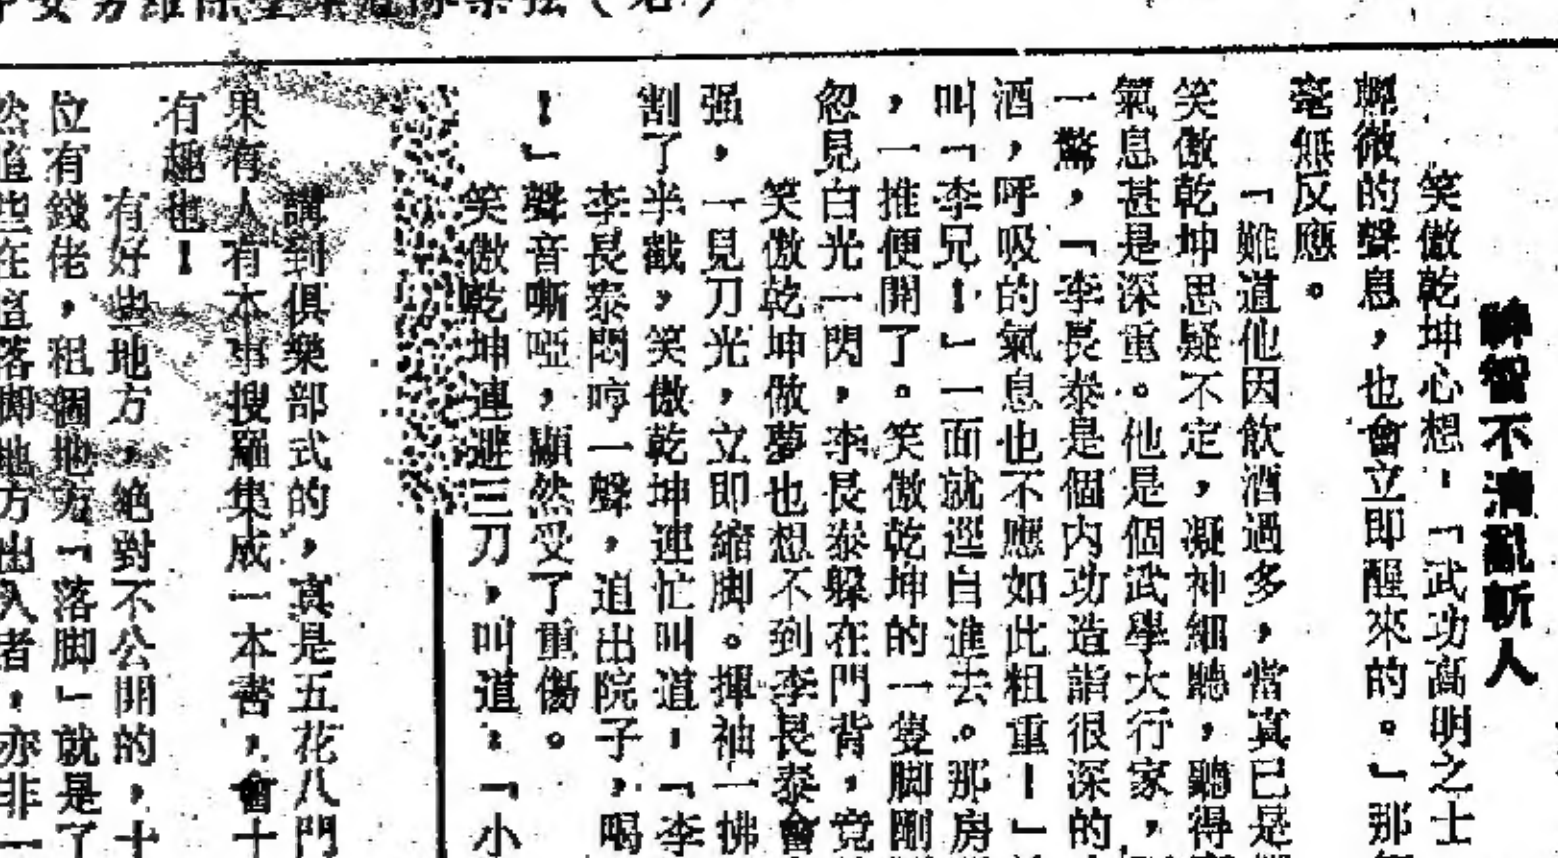 神智不清亂斬人
笑傲乾坤心想：「武功高明之士
微的聲息，也會立即醒來的。」那
毫無反應。
「難道他因飲酒過多，當真已是
笑傲乾坤思疑不定，凝神細聽，聽得
氣息甚是深重。他是個武學大行家，
一驚，「李長泰是個內功造詣很深的
酒，呼吸的氣息也不應如此粗重！」
叫「李兄！」一面就逕自進去。那房
，一推便開了。笑傲乾坤的一隻脚剛
忽見白光一閃，李長泰躲在門背，竟
笑傲乾坤做夢也想不到李長泰會
强，一見刀光，立即縮脚。揮袖一拂
割了半截，笑傲乾坤連忙叫道：「李
李長泰悶哼一聲，追出院子，喝
！」聲音嘶啞，顯然受了重傷。
笑傲乾坤連避三刀，叫道：「小
講到俱樂部式的，真是五花八門
果有人有本事搜羅集成一本書，會十
有趣也！
有好些地方，絕對不公開的，十
位有錢佬，租個地方「落脚」就是了
然這些在這落脚地方出入者，亦非一